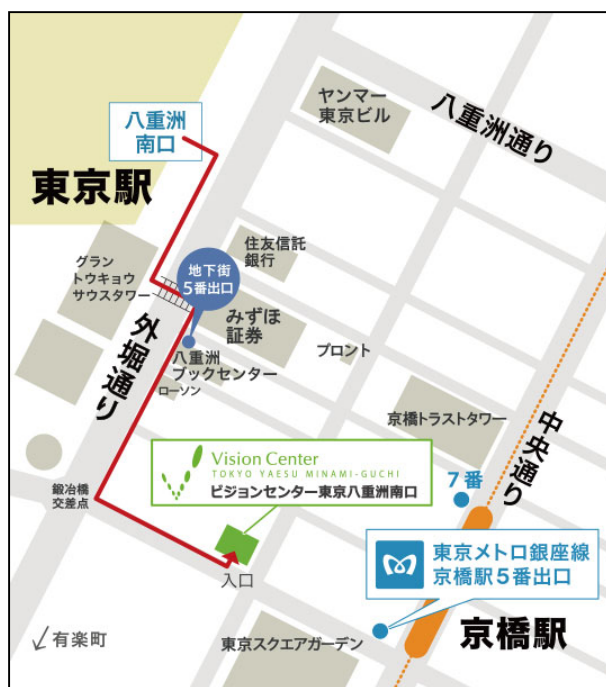 ヤンマー
東京ビル
八重洲通り
八重洲
南口
東京駅
住友信託
銀行
グラン
トウキョウ
サウスタワー
地下街
5番出口
みずほ
証券
外堀通り
八重洲
ブックセンター
ローソン
プロント
京橋トラストタワー
中央通り
Vision Center
TOKYO YAESU MINAMI-GUCHI
ビジョンセンター東京八重洲南口
7番
鍛冶橋
交差点
東京メトロ銀座線
京橋駅5番出口
入口
有楽町
東京スクエアガーデン
京橋駅